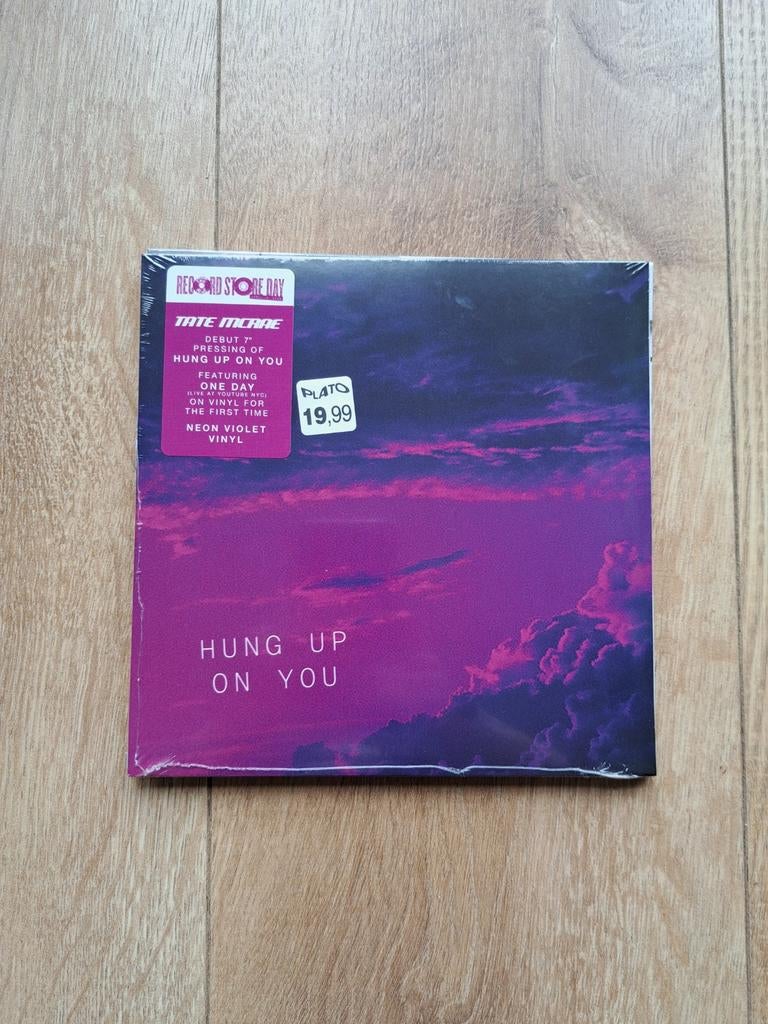 RECORD STORE DAY
TATE MCRAE
DEBUT 7"
PRESSING OF
HUNG UP ON YOU
FEATURING
ONE DAY
(LIVE AT YOUTUBE NYC)
ON VINYL FOR
THE FIRST TIME
NEON VIOLET
VINYL
PLATO
19,99
HUNG UP
ON YOU